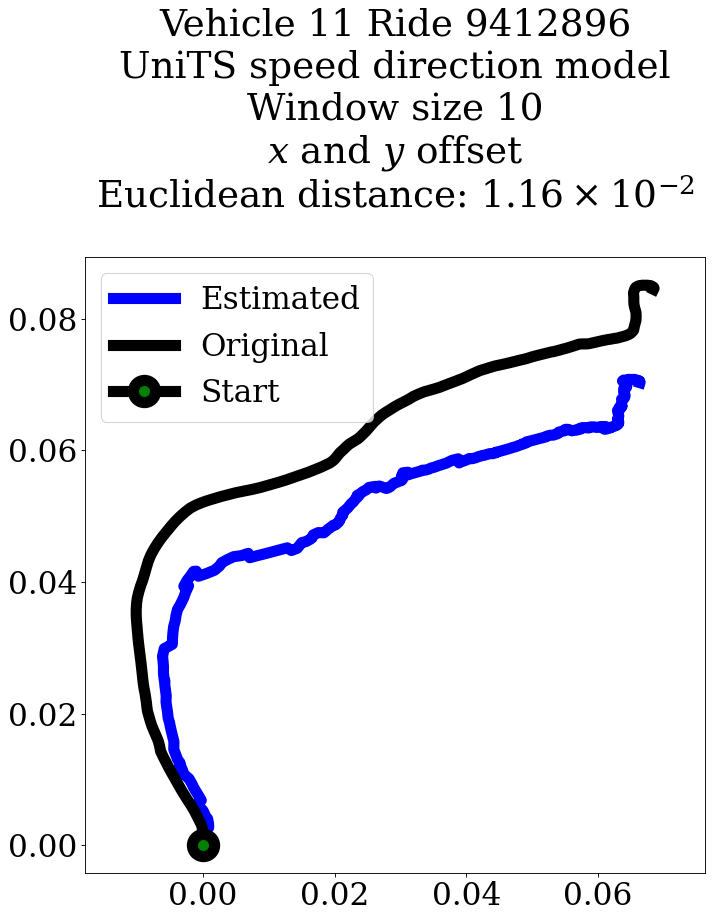 Vehicle 11 Ride 9412896
UniTS speed direction model
Window size 10
x and y offset
Euclidean distance: 1.16 × 10⁻²
Estimated
Original
Start
0.08
0.06
0.04
0.02
0.00
0.00 0.02 0.04 0.06